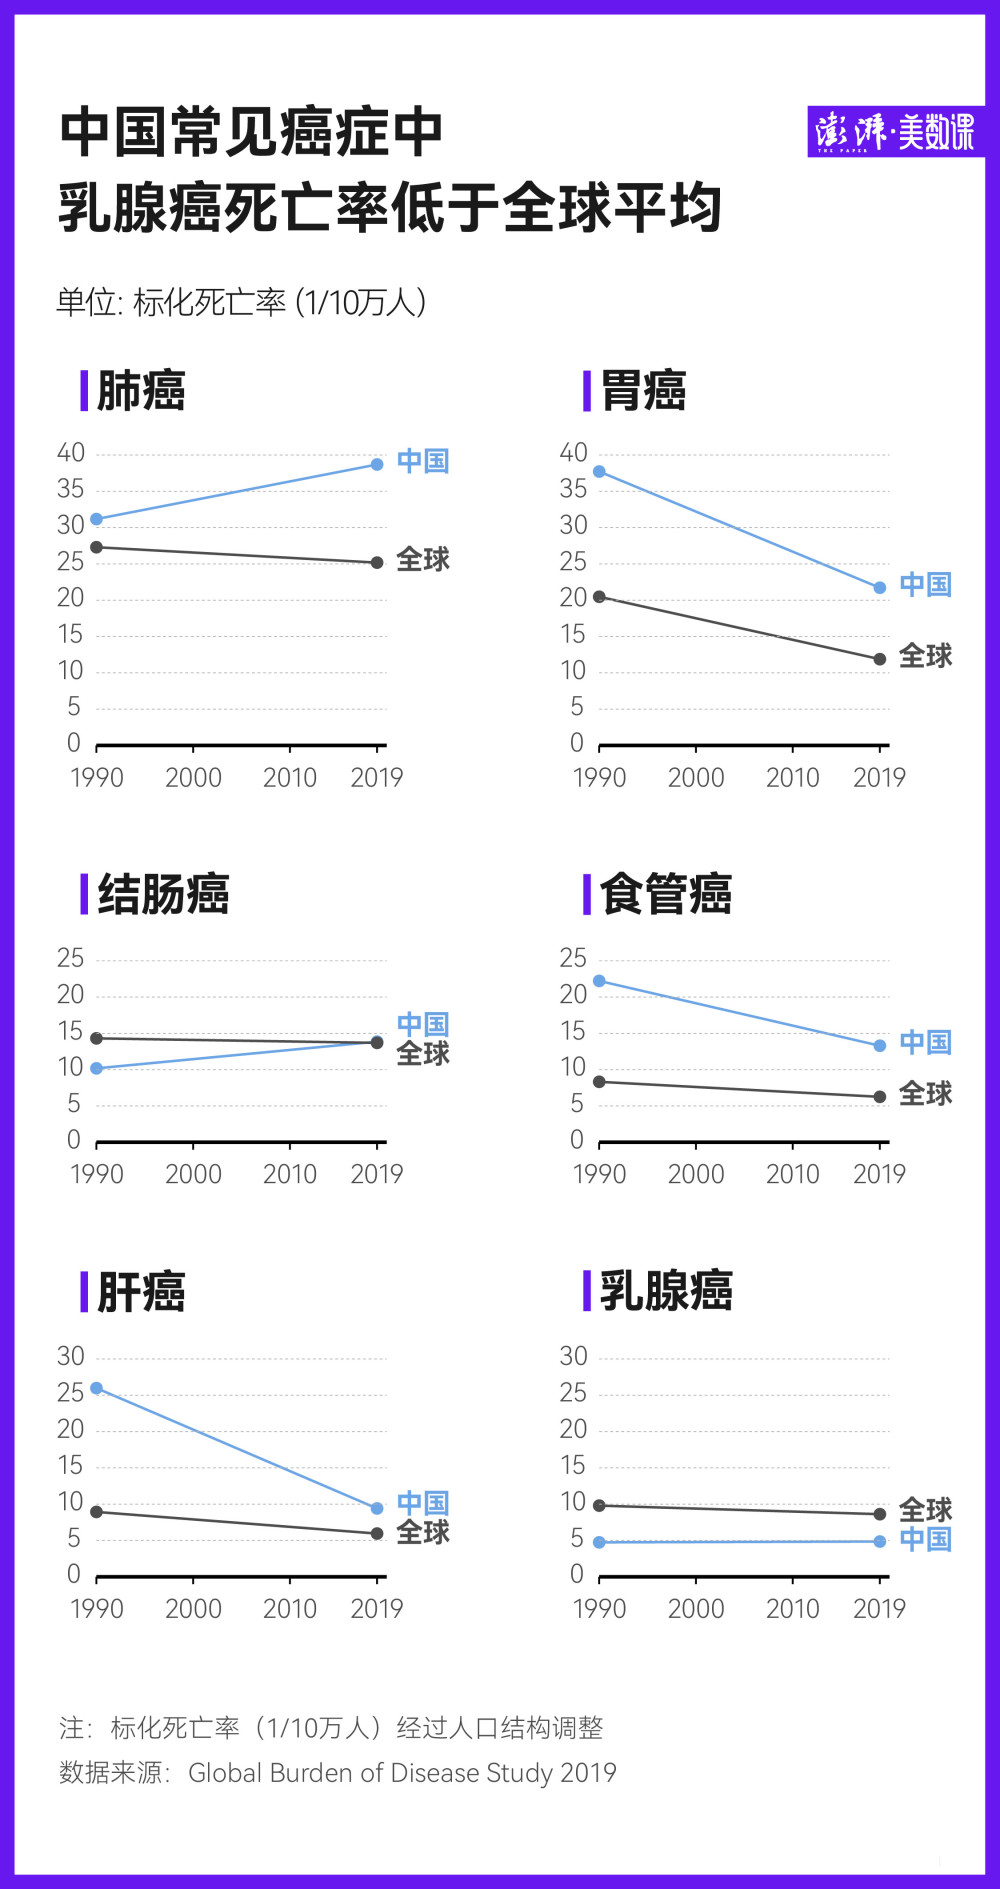 中国常见癌症中
乳腺癌死亡率低于全球平均
澎湃·美数课
THE PAPER
单位: 标化死亡率 (1/10万人)
肺癌
40
35
30
25
20
15
10
5
0
中国
全球
1990 2000 2010 2019
胃癌
40
35
30
25
20
15
10
5
0
中国
全球
1990 2000 2010 2019
结肠癌
25
20
15
10
5
0
中国
全球
1990 2000 2010 2019
食管癌
25
20
15
10
5
0
中国
全球
1990 2000 2010 2019
肝癌
30
25
20
15
10
5
0
中国
全球
1990 2000 2010 2019
乳腺癌
30
25
20
15
10
5
0
全球
中国
1990 2000 2010 2019
注：标化死亡率（1/10万人）经过人口结构调整
数据来源：Global Burden of Disease Study 2019